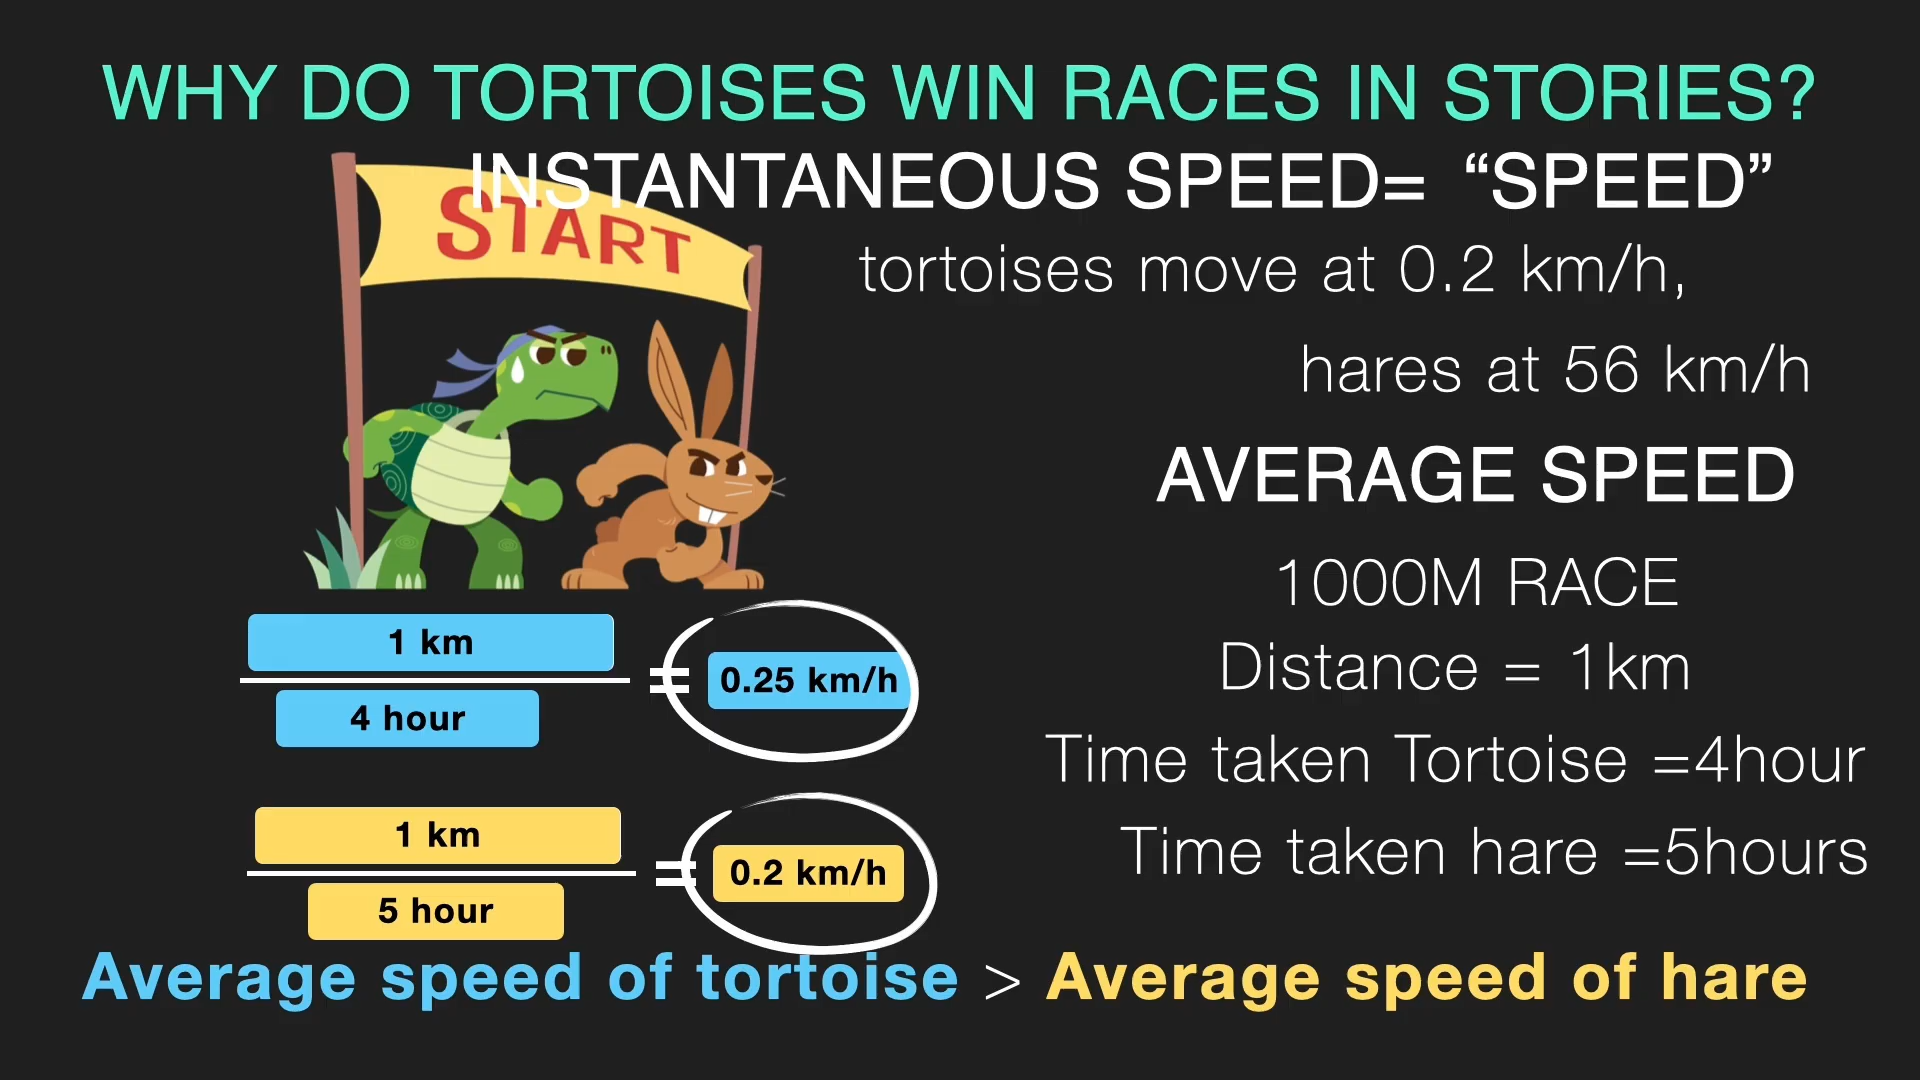 WHY DO TORTOISES WIN RACES IN STORIES?
INSTANTANEOUS SPEED= “SPEED”
START
tortoises move at 0.2 km/h,
hares at 56 km/h
AVERAGE SPEED
1000M RACE
Distance = 1km
Time taken Tortoise =4hour
Time taken hare =5hours
1 km
4 hour
= 0.25 km/h
1 km
5 hour
= 0.2 km/h
Average speed of tortoise > Average speed of hare